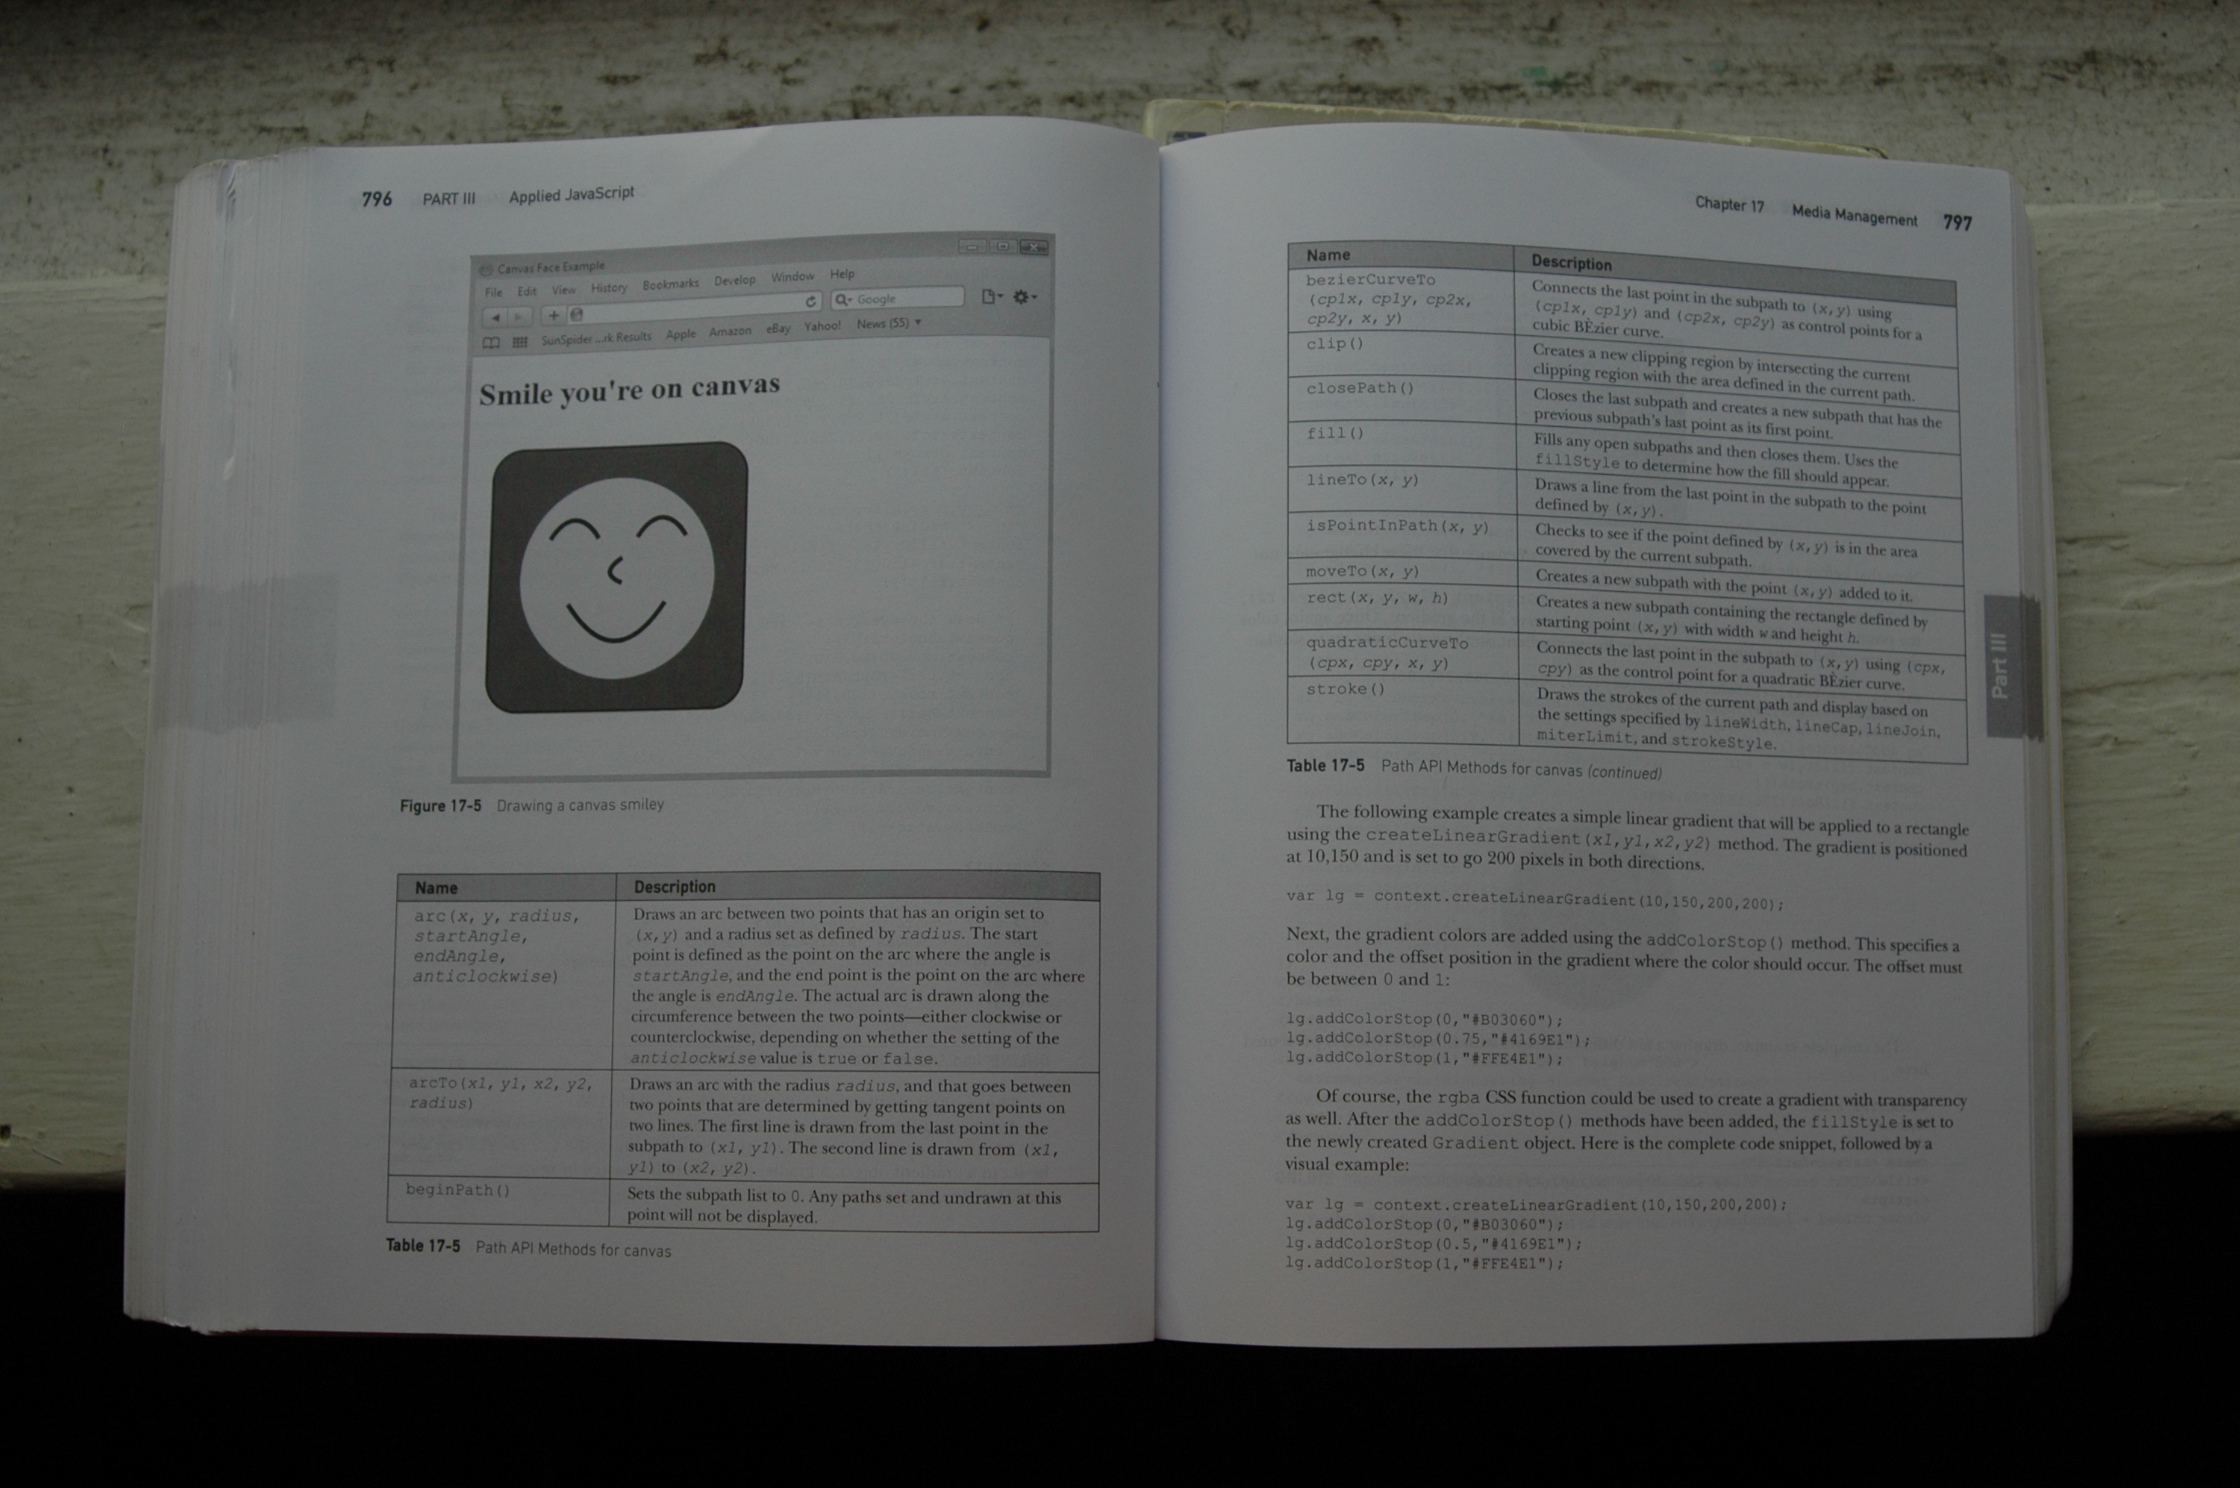 796 PART III Applied JavaScript
Canvas Face Example
File Edit View History Bookmarks Develop Window Help
Google
SunSpider ...rk Results Apple Amazon eBay Yahoo! News (55)
Smile you're on canvas
Figure 17-5 Drawing a canvas smiley
Name Description
arc(x, y, radius,
startAngle,
endAngle,
anticlockwise)
Draws an arc between two points that has an origin set to
(x,y) and a radius set as defined by radius. The start
point is defined as the point on the arc where the angle is
startAngle, and the end point is the point on the arc where
the angle is endAngle. The actual arc is drawn along the
circumference between the two points—either clockwise or
counterclockwise, depending on whether the setting of the
anticlockwise value is true or false.
arcTo(x1, y1, x2, y2,
radius)
Draws an arc with the radius radius, and that goes between
two points that are determined by getting tangent points on
two lines. The first line is drawn from the last point in the
subpath to (x1, y1). The second line is drawn from (x1,
y1) to (x2, y2).
beginPath()
Sets the subpath list to 0. Any paths set and undrawn at this
point will not be displayed.
Table 17-5 Path API Methods for canvas
Chapter 17 Media Management 797
Part III
Name Description
bezierCurveTo
(cp1x, cp1y, cp2x,
cp2y, x, y)
Connects the last point in the subpath to (x,y) using
(cp1x, cp1y) and (cp2x, cp2y) as control points for a
cubic BÈzier curve.
clip()
Creates a new clipping region by intersecting the current
clipping region with the area defined in the current path.
closePath()
Closes the last subpath and creates a new subpath that has the
previous subpath's last point as its first point.
fill()
Fills any open subpaths and then closes them. Uses the
fillStyle to determine how the fill should appear.
lineTo(x, y)
Draws a line from the last point in the subpath to the point
defined by (x,y).
isPointInPath(x, y)
Checks to see if the point defined by (x,y) is in the area
covered by the current subpath.
moveTo(x, y)
Creates a new subpath with the point (x,y) added to it.
rect(x, y, w, h)
Creates a new subpath containing the rectangle defined by
starting point (x,y) with width w and height h.
quadraticCurveTo
(cpx, cpy, x, y)
Connects the last point in the subpath to (x,y) using (cpx,
cpy) as the control point for a quadratic BÈzier curve.
stroke()
Draws the strokes of the current path and display based on
the settings specified by lineWidth, lineCap, lineJoin,
miterLimit, and strokeStyle.
Table 17-5 Path API Methods for canvas (continued)
The following example creates a simple linear gradient that will be applied to a rectangle
using the createLinearGradient(x1,y1,x2,y2) method. The gradient is positioned
at 10,150 and is set to go 200 pixels in both directions.
var lg = context.createLinearGradient(10,150,200,200);
Next, the gradient colors are added using the addColorStop() method. This specifies a
color and the offset position in the gradient where the color should occur. The offset must
be between 0 and 1:
lg.addColorStop(0,"#B03060");
lg.addColorStop(0.75,"#4169E1");
lg.addColorStop(1,"#FFE4E1");
Of course, the rgba CSS function could be used to create a gradient with transparency
as well. After the addColorStop() methods have been added, the fillStyle is set to
the newly created Gradient object. Here is the complete code snippet, followed by a
visual example:
var lg = context.createLinearGradient(10,150,200,200);
lg.addColorStop(0,"#B03060");
lg.addColorStop(0.5,"#4169E1");
lg.addColorStop(1,"#FFE4E1");